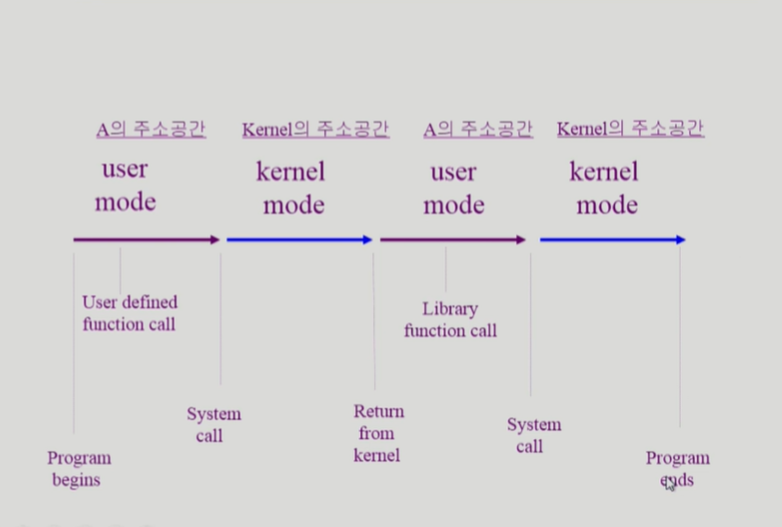 A의 주소공간
Kernel의 주소공간
A의 주소공간
Kernel의 주소공간
user
mode
kernel
mode
user
mode
kernel
mode
User defined
function call
Library
function call
System
call
Return
from
kernel
System
call
Program
begins
Program
ends